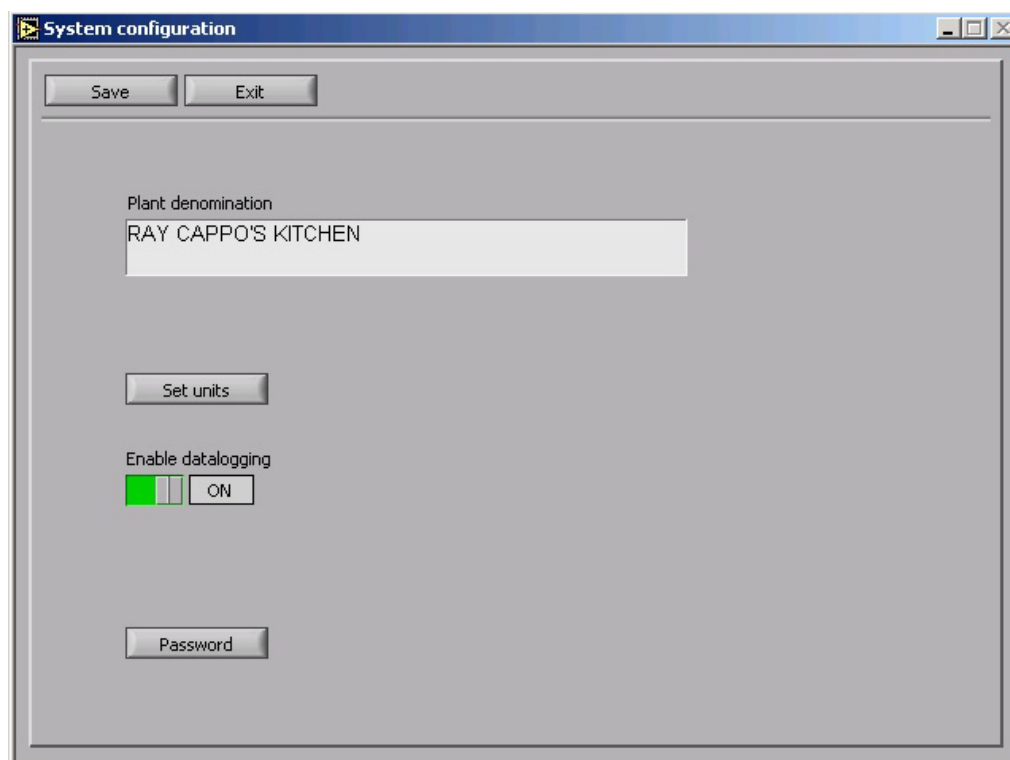 System configuration
Save Exit
Plant denomination
RAY CAPPO'S KITCHEN
Set units
Enable datalogging
ON
Password